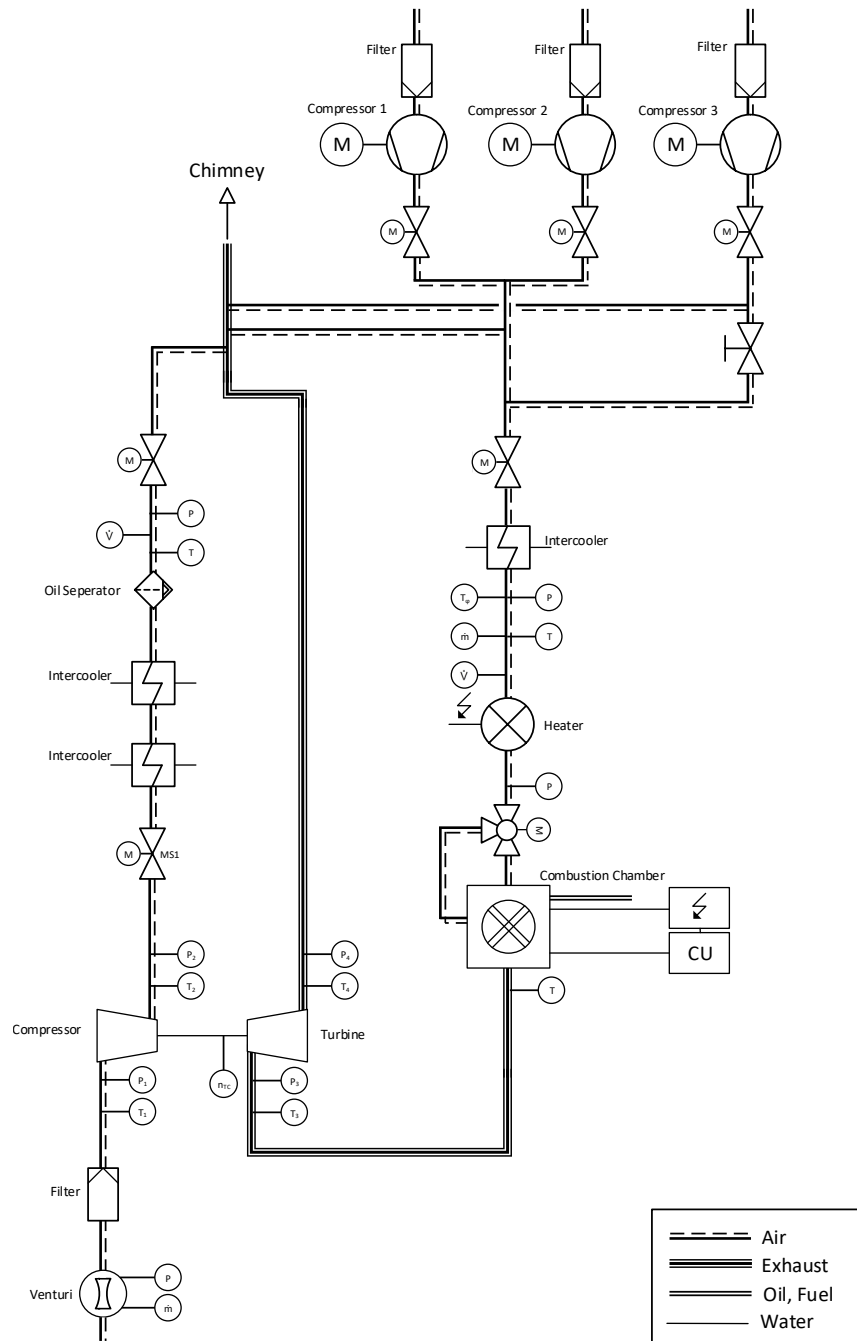 Filter
Filter
Filter
Compressor 1
Compressor 2
Compressor 3
M
M
M
Chimney
M
M
M
M
M
P
V̇
T
Intercooler
Oil Seperator
Tφ
P
ṁ
T
V̇
Intercooler
Heater
Intercooler
P
M
M
MS1
Combustion Chamber
CU
P₂
P₄
T₂
T₄
T
Compressor
Turbine
nTC
P₁
P₃
T₁
T₃
Filter
Venturi
P
ṁ
Air
Exhaust
Oil, Fuel
Water